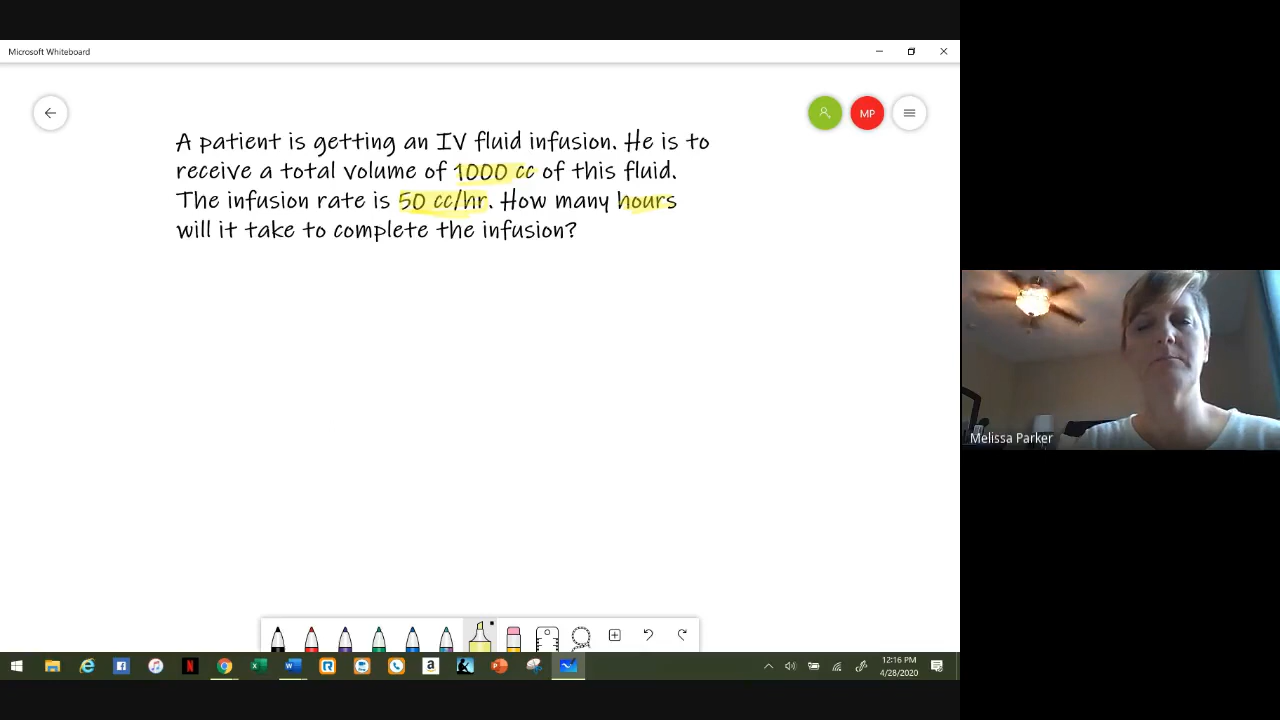 Microsoft Whiteboard
MP
A patient is getting an IV fluid infusion. He is to
receive a total volume of 1000 cc of this fluid.
The infusion rate is 50 cc/hr. How many hours
will it take to complete the infusion?
Melissa Parker
12:16 PM
4/28/2020